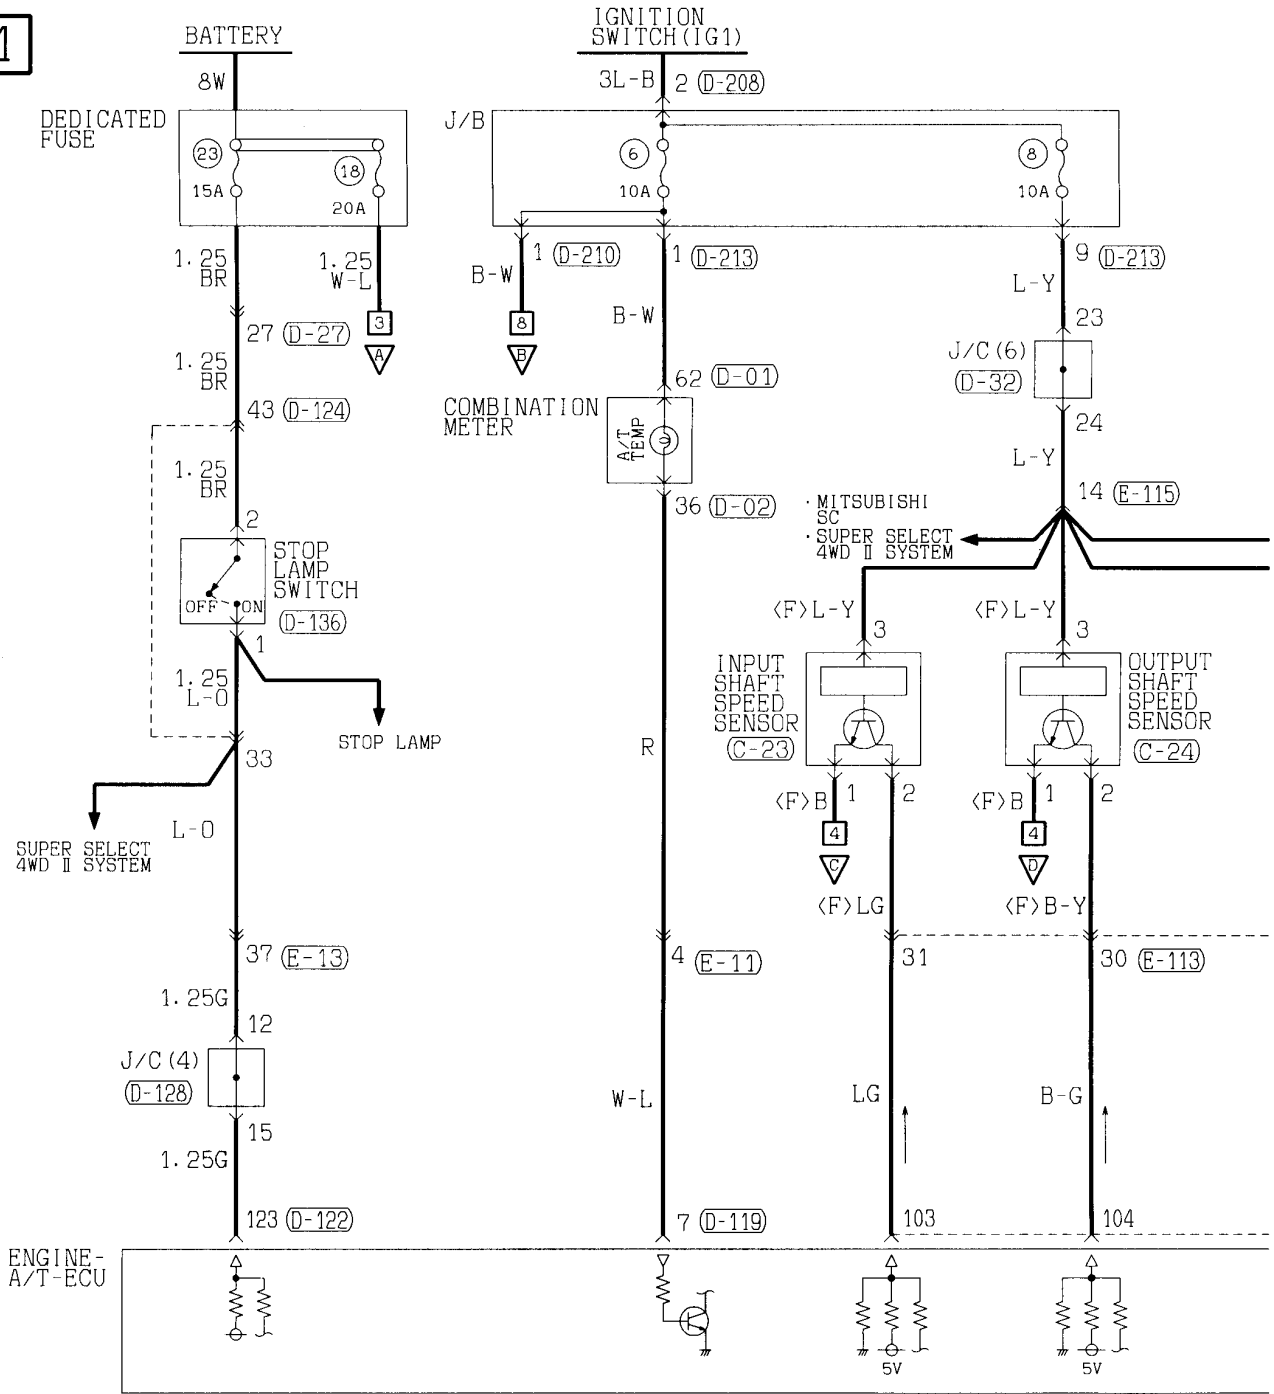 1
BATTERY
IGNITION
SWITCH(IG1)
8W
3L-B
2 (D-208)
DEDICATED
FUSE
J/B
23
18
15A
20A
6
10A
8
10A
1.25
BR
1.25
W-L
1 (D-210)
1 (D-213)
9 (D-213)
B-W
B-W
L-Y
3
A
8
B
27 (D-27)
23
J/C(6)
(D-32)
1.25
BR
62 (D-01)
43 (D-124)
COMBINATION
METER
A/T
TEMP
24
1.25
BR
L-Y
36 (D-02)
14 (E-115)
2
· MITSUBISHI
SC
· SUPER SELECT
4WD Ⅱ SYSTEM
STOP
LAMP
SWITCH
OFF
ON
(D-136)
1
<F>L-Y
<F>L-Y
3
3
1.25
L-O
INPUT
SHAFT
SPEED
SENSOR
(C-23)
OUTPUT
SHAFT
SPEED
SENSOR
(C-24)
STOP LAMP
33
R
<F>B
1
2
<F>B
1
2
L-O
4
C
4
D
SUPER SELECT
4WD Ⅱ SYSTEM
<F>LG
<F>B-Y
37 (E-13)
4 (E-11)
31
30 (E-113)
1.25G
12
J/C(4)
(D-128)
W-L
LG
B-G
15
1.25G
123 (D-122)
7 (D-119)
103
104
ENGINE-
A/T-ECU
5V
5V